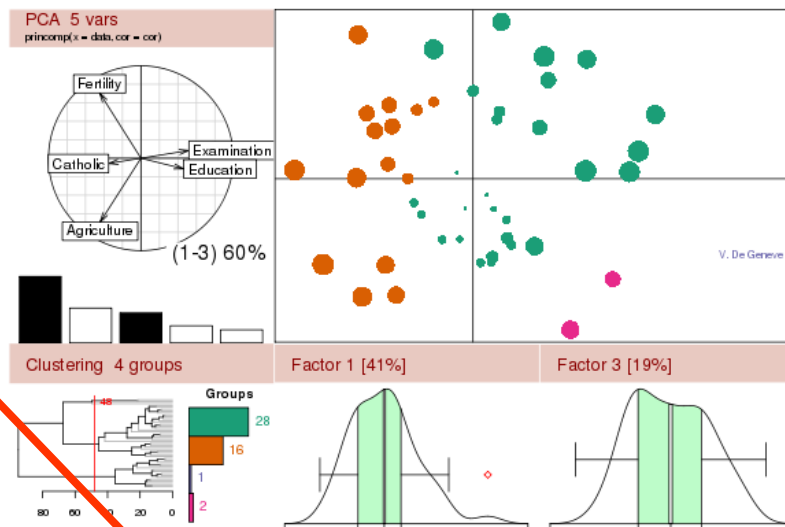 PCA 5 vars
princomp(x = data, cor = cor)
Fertility
Examination
Catholic
Education
Agriculture
(1-3) 60%
V. De Geneve
Clustering 4 groups
Factor 1 [41%]
Factor 3 [19%]
48
Groups
28
16
1
2
80 60 40 20 0